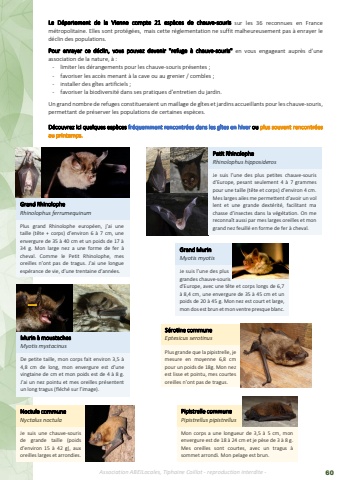 Le Département de la Vienne compte 21 espèces de chauve-souris sur les 36 reconnues en France
métropolitaine. Elles sont protégées, mais cette règlementation ne suffit malheureusement pas à enrayer le
déclin des populations.
Pour enrayer ce déclin, vous pouvez devenir "refuge à chauve-souris" en vous engageant auprès d'une
association de la nature, à :
- limiter les dérangements pour les chauve-souris présentes ;
- favoriser les accès menant à la cave ou au grenier / combles ;
- installer des gîtes artificiels ;
- favoriser la biodiversité dans ses pratiques d'entretien du jardin.
Un grand nombre de refuges constitueraient un maillage de gîtes et jardins accueillants pour les chauve-souris,
permettant de préserver les populations de certaines espèces.
Découvrez ici quelques espèces fréquemment rencontrées dans les gîtes en hiver ou plus souvent rencontrées
au printemps.
Petit Rhinolophe
Rhinolophus hipposideros
Je suis l'une des plus petites chauve-souris
d'Europe, pesant seulement 4 à 7 grammes
pour une taille (tête et corps) d'environ 4 cm.
Mes larges ailes me permettent d'avoir un vol
lent et une grande dextérité, facilitant ma
chasse d'insectes dans la végétation. On me
reconnaît aussi par mes larges oreilles et mon
grand nez feuillé en forme de fer à cheval.
Grand Rhinolophe
Rhinolophus ferrumequinum
Plus grand Rhinolophe européen, j'ai une
taille (tête + corps) d'environ 6 à 7 cm, une
envergure de 35 à 40 cm et un poids de 17 à
34 g. Mon large nez a une forme de fer à
cheval. Comme le Petit Rhinolophe, mes
oreilles n'ont pas de tragus. J'ai une longue
espérance de vie, d'une trentaine d'années.
Grand Murin
Myotis myotis
Je suis l'une des plus
grandes chauve-souris
d'Europe, avec une tête et corps longs de 6,7
à 8,4 cm, une envergure de 35 à 45 cm et un
poids de 20 à 45 g. Mon nez est court et large,
mon dos est brun et mon ventre presque blanc.
Murin à moustaches
Myotis mystacinus
De petite taille, mon corps fait environ 3,5 à
4,8 cm de long, mon envergure est d'une
vingtaine de cm et mon poids est de 4 à 8 g.
J'ai un nez pointu et mes oreilles présentent
un long tragus (fléché sur l'image).
Sérotine commune
Eptesicus serotinus
Plus grande que la pipistrelle, je
mesure en moyenne 6,8 cm
pour un poids de 18g. Mon nez
est lisse et pointu, mes courtes
oreilles n'ont pas de tragus.
Noctule commune
Nyctalus noctula
Je suis une chauve-souris
de grande taille (poids
d'environ 15 à 42 g), aux
oreilles larges et arrondies.
Pipistrelle commune
Pipistrellus pipistrellus
Mon corps a une longueur de 3,5 à 5 cm, mon
envergure est de 18 à 24 cm et je pèse de 3 à 8 g.
Mes oreilles sont courtes, avec un tragus à
sommet arrondi. Mon pelage est brun.
Association ABEILocales, Tiphanie Caillot - reproduction interdite -
60